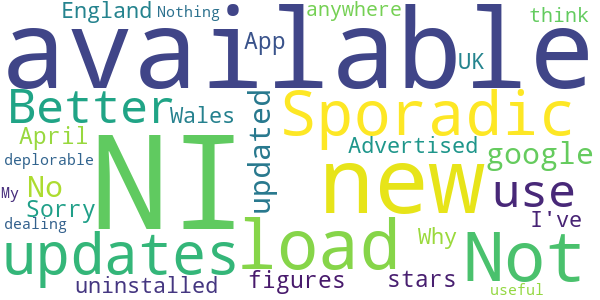 England Nothing anywhere think
available
App UK
Better Wales updated Sporadic
April Advertised
deplorable No NI new google
My Sorry use
dealing I've
updates load Why Not
uninstalled figures stars useful